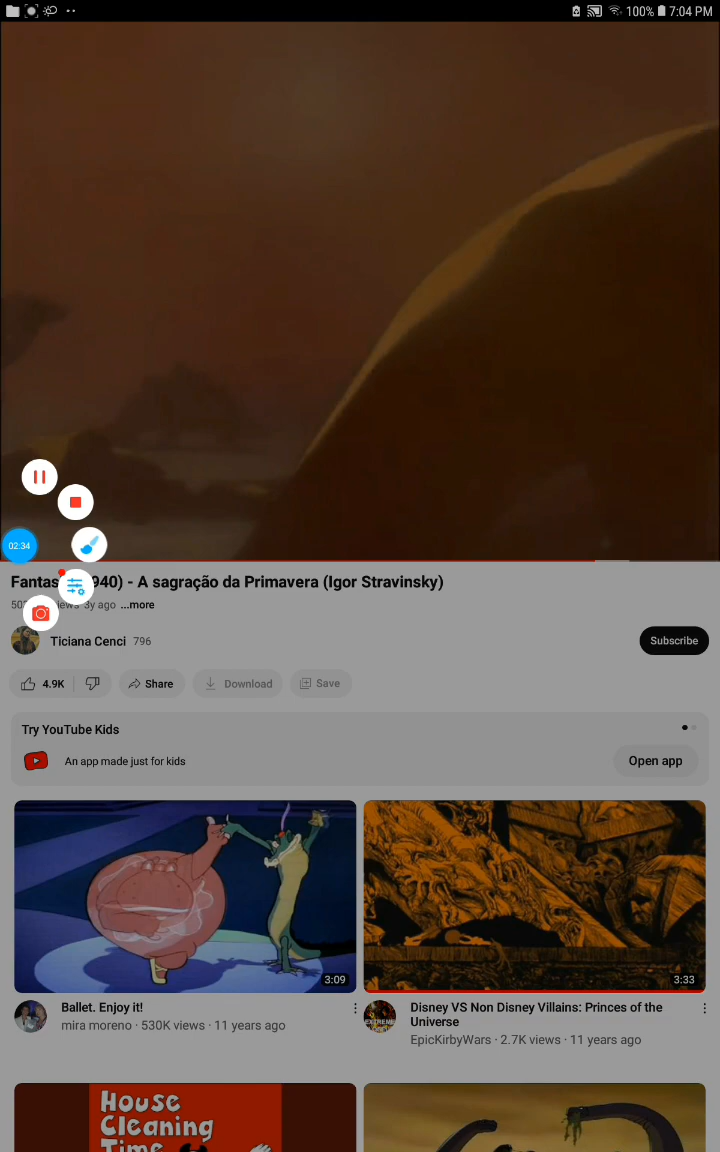 100% 7:04 PM
02:34
Fantas 940) - A sagração da Primavera (Igor Stravinsky)
views 3y ago ...more
Ticiana Cenci 796
Subscribe
4.9K
Share
Download
Save
Try YouTube Kids
An app made just for kids
Open app
3:09
3:33
Ballet. Enjoy it!
mira moreno · 530K views · 11 years ago
EXTREME
Disney VS Non Disney Villains: Princes of the
Universe
EpicKirbyWars · 2.7K views · 11 years ago
House
Cleaning
Time